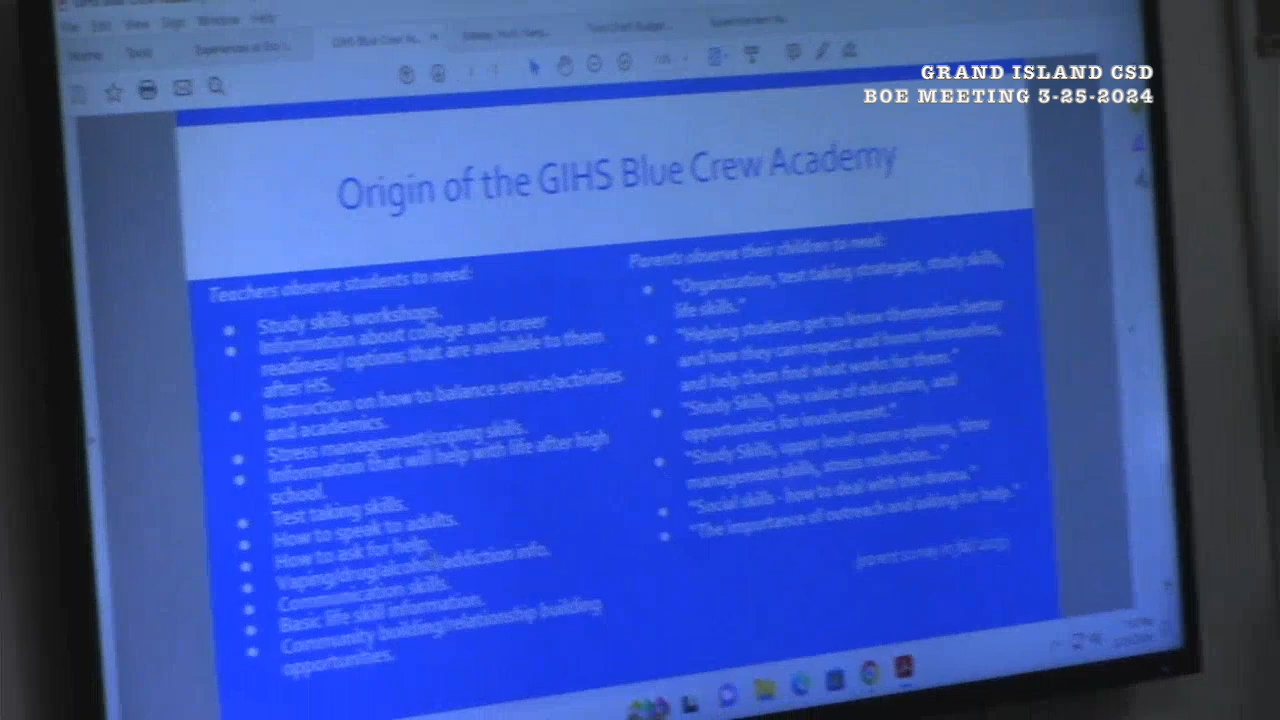 GRAND ISLAND CSD
BOE MEETING 3-25-2024
File Edit View Sign Window Help
Home Tools
Origin of the GIHS Blue Crew Academy
Teachers observe students to need:
Study skills workshops.
Information about college and career
readiness/ options that are available to them
after HS.
Instruction on how to balance service/activities
and academics.
Stress management/coping skills.
Information that will help with life after high
school.
Test taking skills.
How to speak to adults.
How to ask for help.
Vaping/drug/alcohol/addiction info.
Communication skills.
Basic life skill information.
Community building/relationship building
opportunities.
Parents observe their children to need:
"Organization, test taking strategies, study skills,
life skills."
"Helping students get to know themselves better
and how they can respect and honor themselves,
and help them find what works for them."
"Study Skills, the value of education, and
opportunities for involvement."
"Study Skills, upper level course options, time
management skills, stress reduction..."
"Social skills - how to deal with the drama."
"The importance of outreach and asking for help."